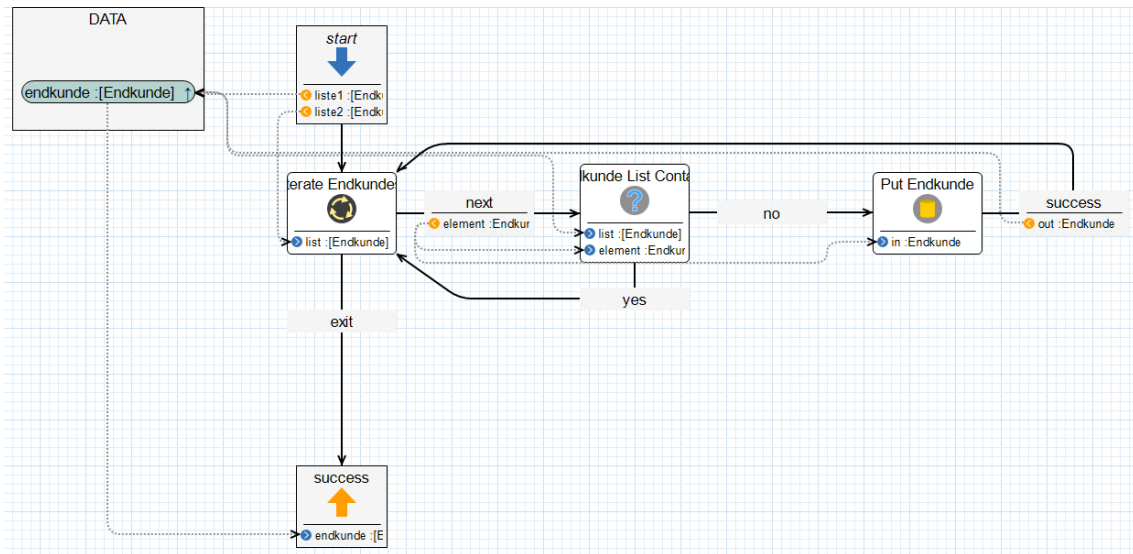 DATA
endkunde :[Endkunde] ↑
start
liste1 :[Endk
liste2 :[Endk
terate Endkunde
list :[Endkunde]
next
element :Endkur
lkunde List Conta
list :[Endkunde]
element :Endkur
no
Put Endkunde
in :Endkunde
success
out :Endkunde
yes
exit
success
endkunde :[E